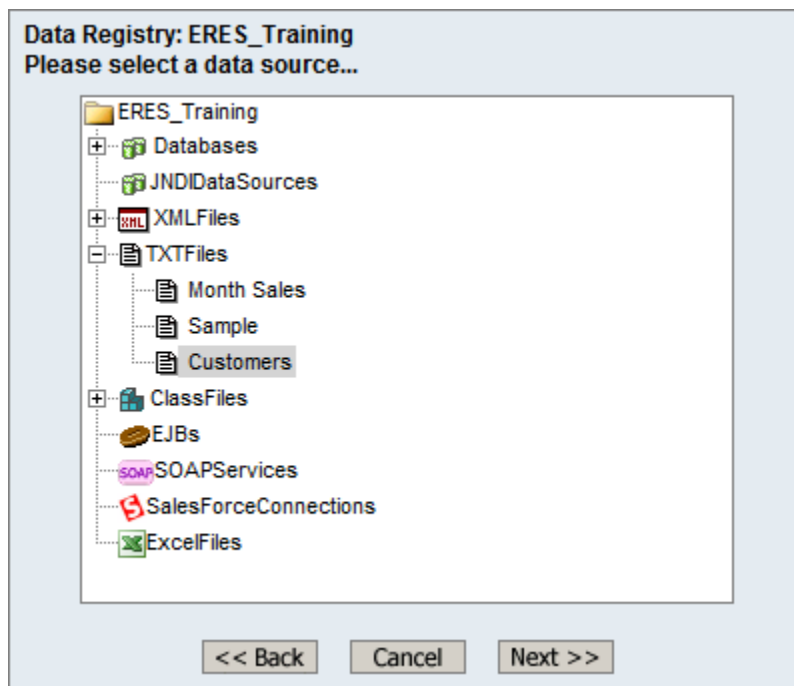 Data Registry: ERES_Training
Please select a data source...
ERES_Training
Databases
JNDIDataSources
XML XMLFiles
TXTFiles
Month Sales
Sample
Customers
ClassFiles
EJBs
SOAP SOAPServices
S SalesForceConnections
X ExcelFiles
<< Back Cancel Next >>